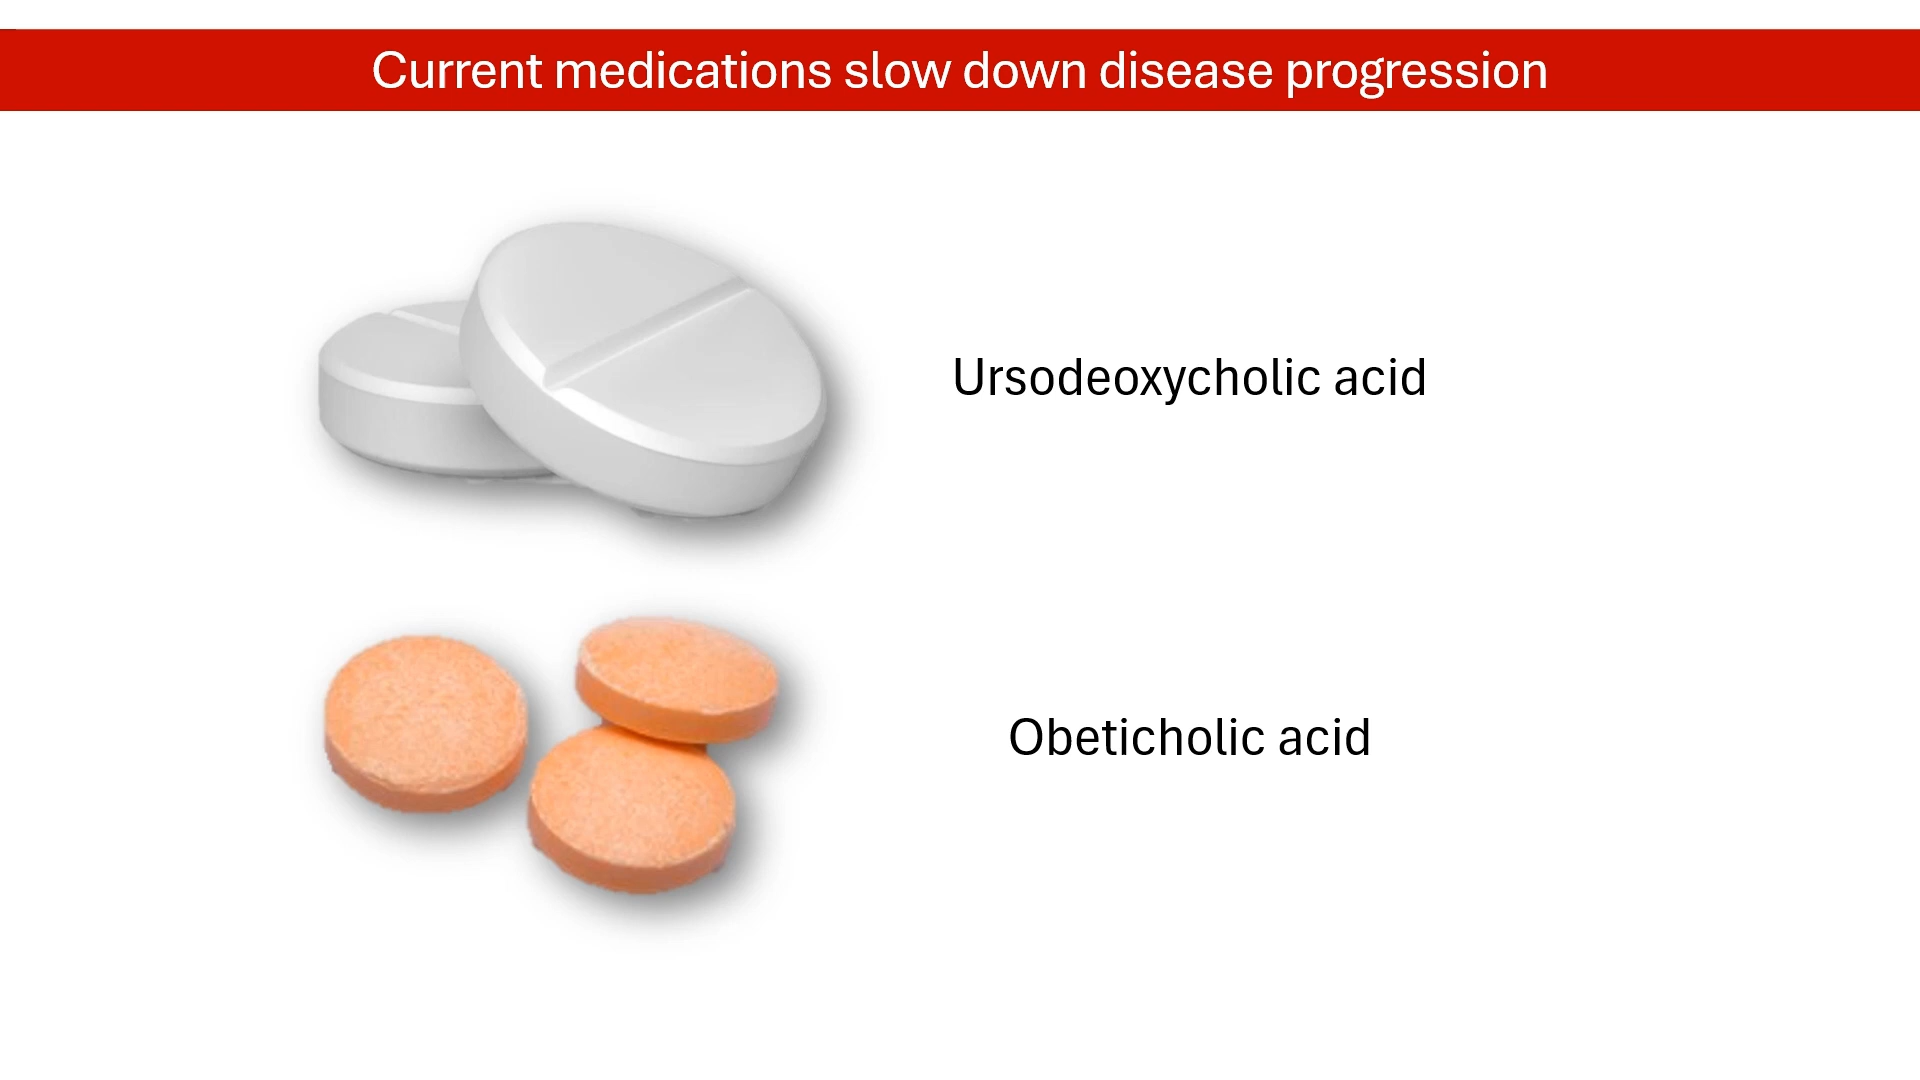 Current medications slow down disease progression
Ursodeoxycholic acid
Obeticholic acid